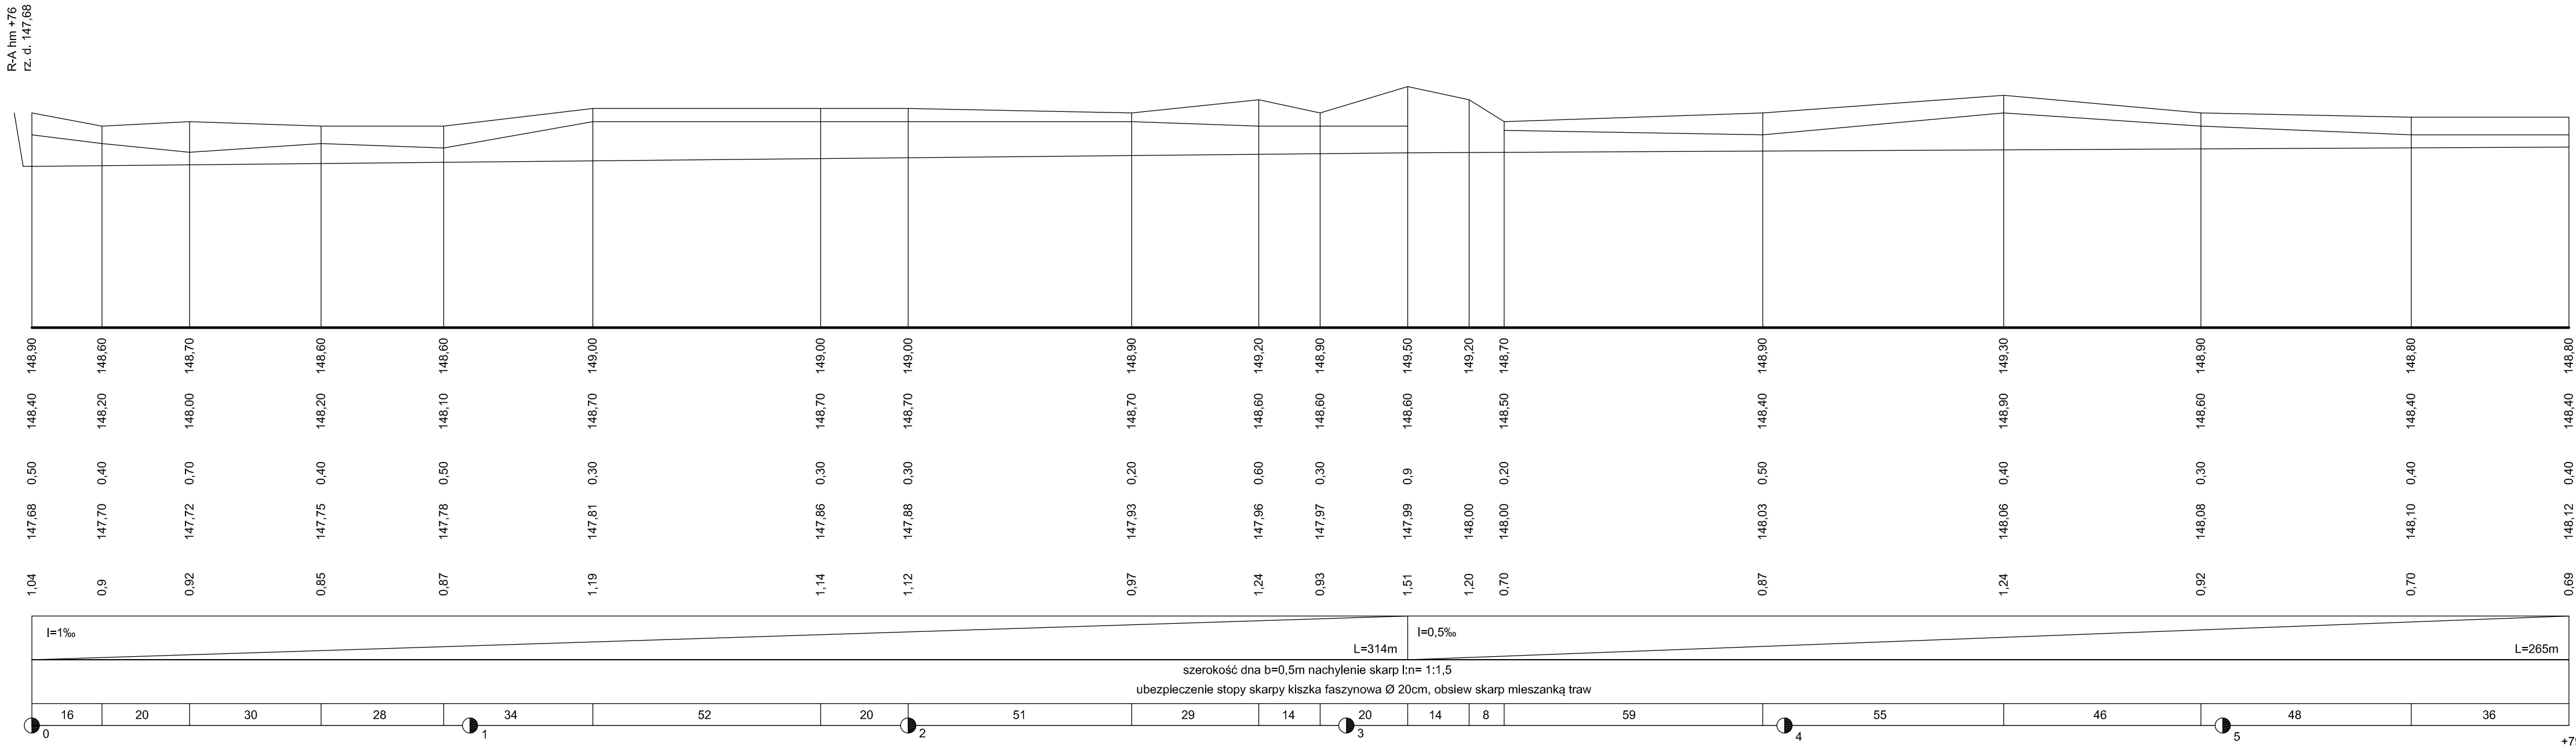 R-A hm +76
rz. d. 147,68
148,90 148,60 148,70 148,60 148,60 149,00 149,00 149,00 148,90 149,20 148,90 149,50 149,20 148,70 148,90 149,30 148,90 148,80 148,80
148,40 148,20 148,00 148,20 148,10 148,70 148,70 148,70 148,70 148,60 148,60 148,60 148,50 148,40 148,90 148,60 148,40 148,40
0,50 0,40 0,70 0,40 0,50 0,30 0,30 0,30 0,20 0,60 0,30 0,9 0,20 0,50 0,40 0,30 0,40 0,40
147,68 147,70 147,72 147,75 147,78 147,81 147,86 147,88 147,93 147,96 147,97 147,99 148,00 148,00 148,03 148,06 148,08 148,10 148,12
1,04 0,9 0,92 0,85 0,87 1,19 1,14 1,12 0,97 1,24 0,93 1,51 1,20 0,70 0,87 1,24 0,92 0,70 0,69
I=1‰ I=0,5‰
L=314m L=265m
szerokość dna b=0,5m nachylenie skarp l:n= 1:1,5
ubezpieczenie stopy skarpy kiszka faszynowa Ø 20cm, obsiew skarp mieszanką traw
16 20 30 28 34 52 20 51 29 14 20 14 8 59 55 46 48 36
0 1 2 3 4 5